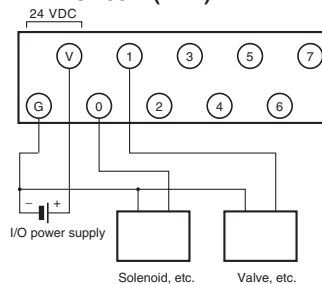 24 VDC
V 1 3 5 7
G 0 2 4 6
− +
I/O power supply
Solenoid, etc. Valve, etc.